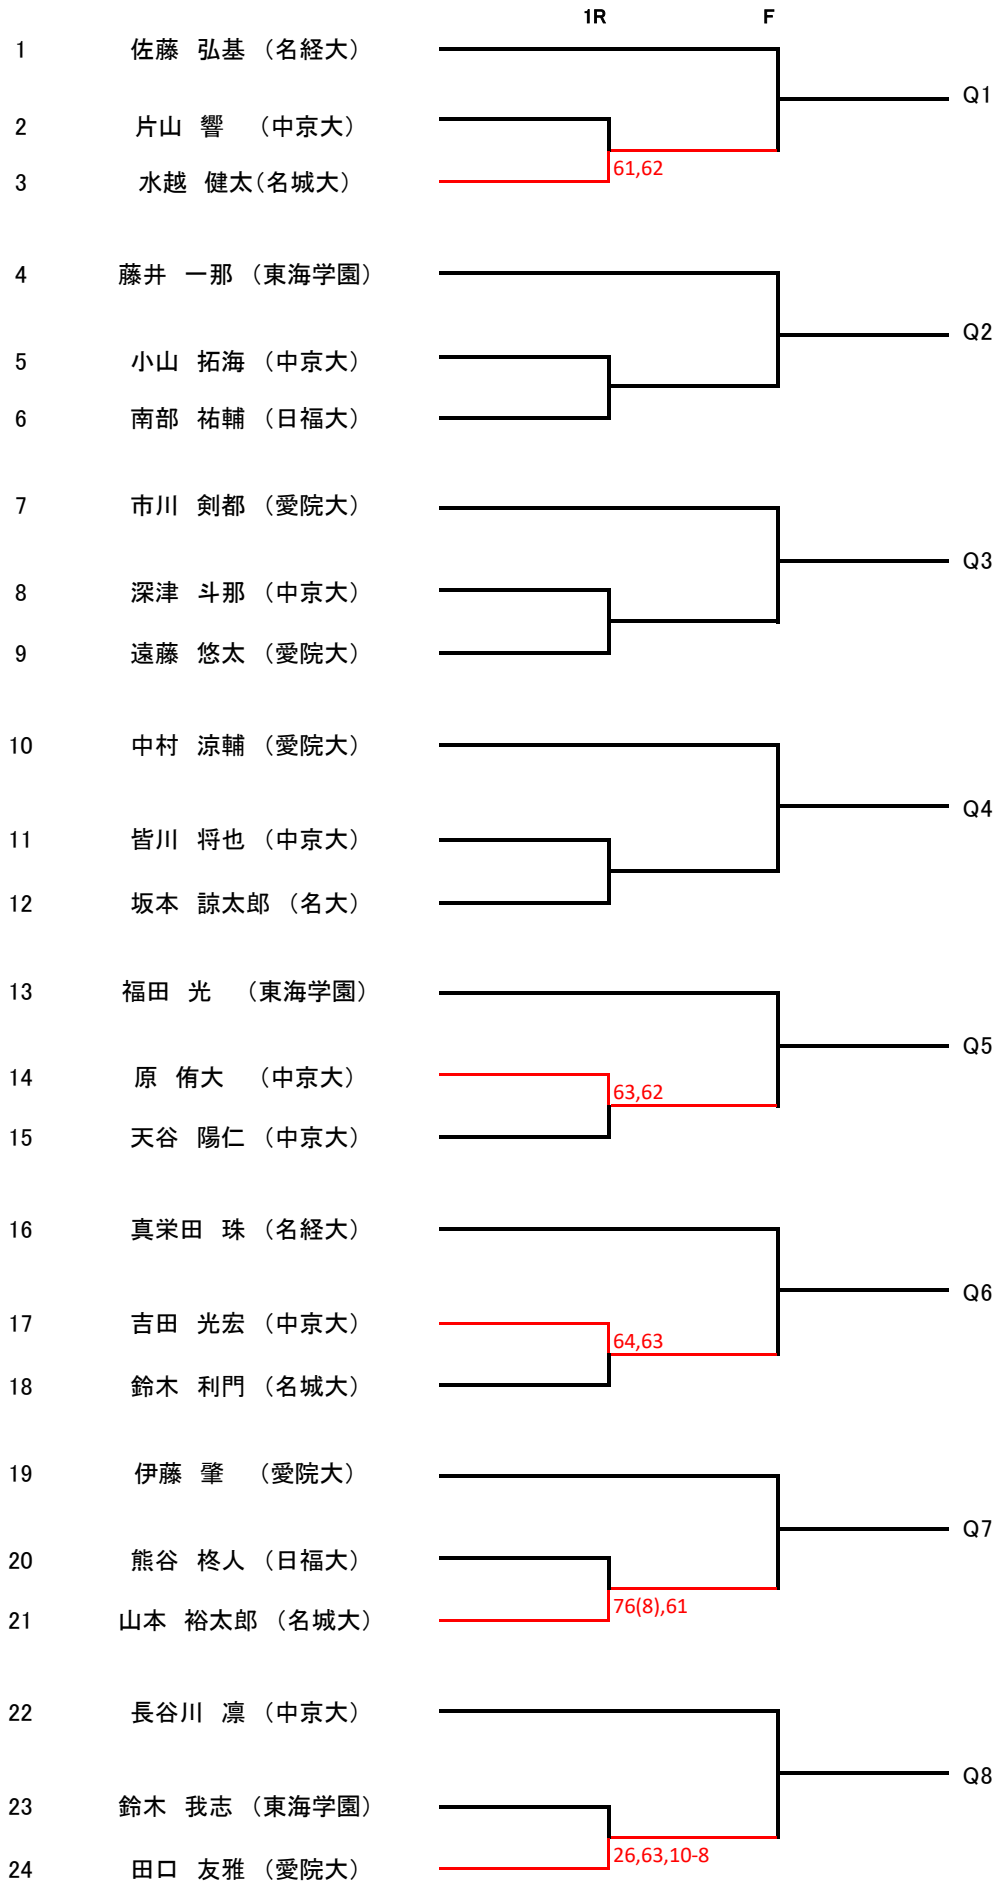 1R F
1 佐藤 弘基 （名経大）
Q1
2 片山 響 （中京大）
61,62
3 水越 健太（名城大）
4 藤井 一那 （東海学園）
Q2
5 小山 拓海 （中京大）
6 南部 祐輔 （日福大）
7 市川 剣都 （愛院大）
Q3
8 深津 斗那 （中京大）
9 遠藤 悠太 （愛院大）
10 中村 涼輔 （愛院大）
Q4
11 皆川 将也 （中京大）
12 坂本 諒太郎 （名大）
13 福田 光 （東海学園）
Q5
14 原 侑大 （中京大）
63,62
15 天谷 陽仁 （中京大）
16 真栄田 珠 （名経大）
Q6
17 吉田 光宏 （中京大）
64,63
18 鈴木 利門 （名城大）
19 伊藤 肇 （愛院大）
Q7
20 熊谷 柊人 （日福大）
76(8),61
21 山本 裕太郎 （名城大）
22 長谷川 凛 （中京大）
Q8
23 鈴木 我志 （東海学園）
26,63,10-8
24 田口 友雅 （愛院大）